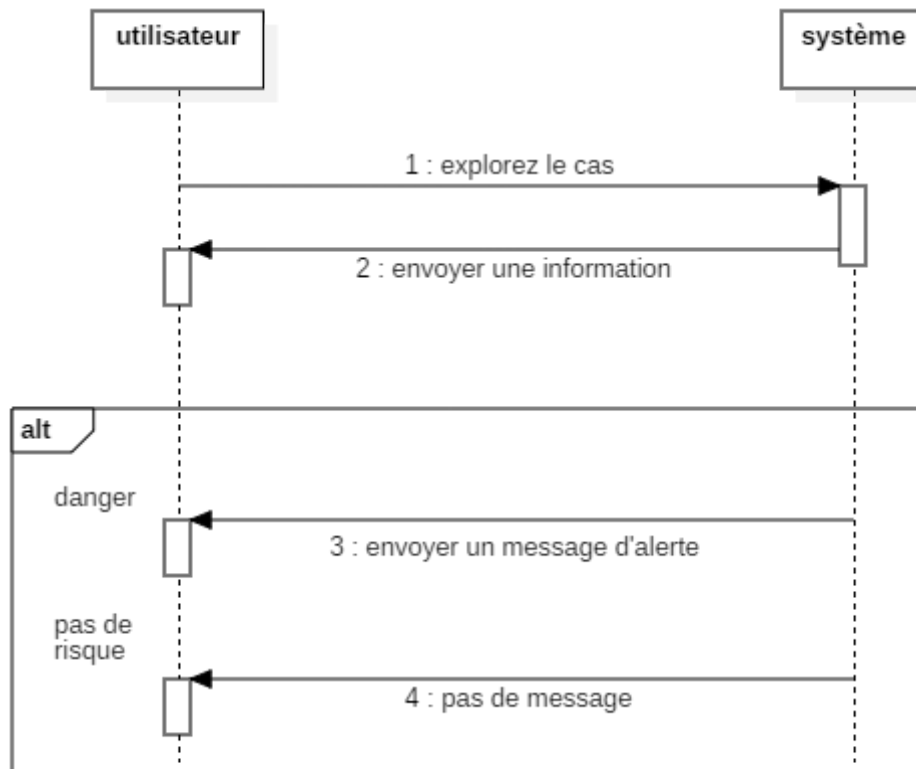 utilisateur
système
1 : explorez le cas
2 : envoyer une information
alt
danger
3 : envoyer un message d'alerte
pas de
risque
4 : pas de message